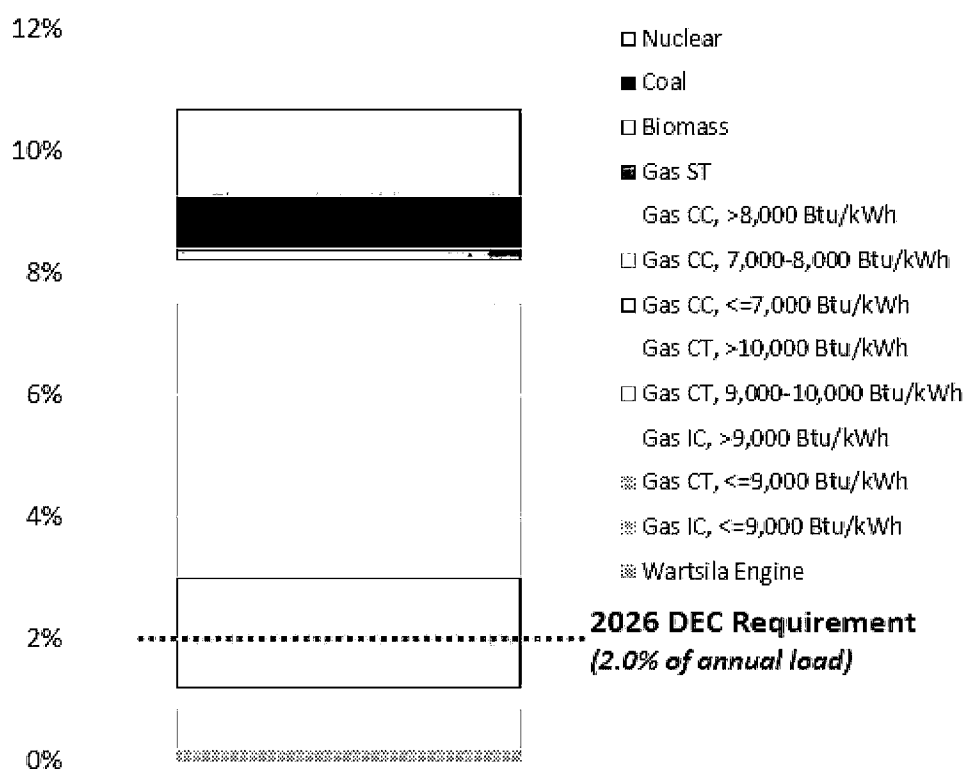 12%
10%
8%
6%
4%
2%
0%
Nuclear
Coal
Biomass
Gas ST
Gas CC, >8,000 Btu/kWh
Gas CC, 7,000-8,000 Btu/kWh
Gas CC, <=7,000 Btu/kWh
Gas CT, >10,000 Btu/kWh
Gas CT, 9,000-10,000 Btu/kWh
Gas IC, >9,000 Btu/kWh
Gas CT, <=9,000 Btu/kWh
Gas IC, <=9,000 Btu/kWh
Wartsila Engine
2026 DEC Requirement
(2.0% of annual load)